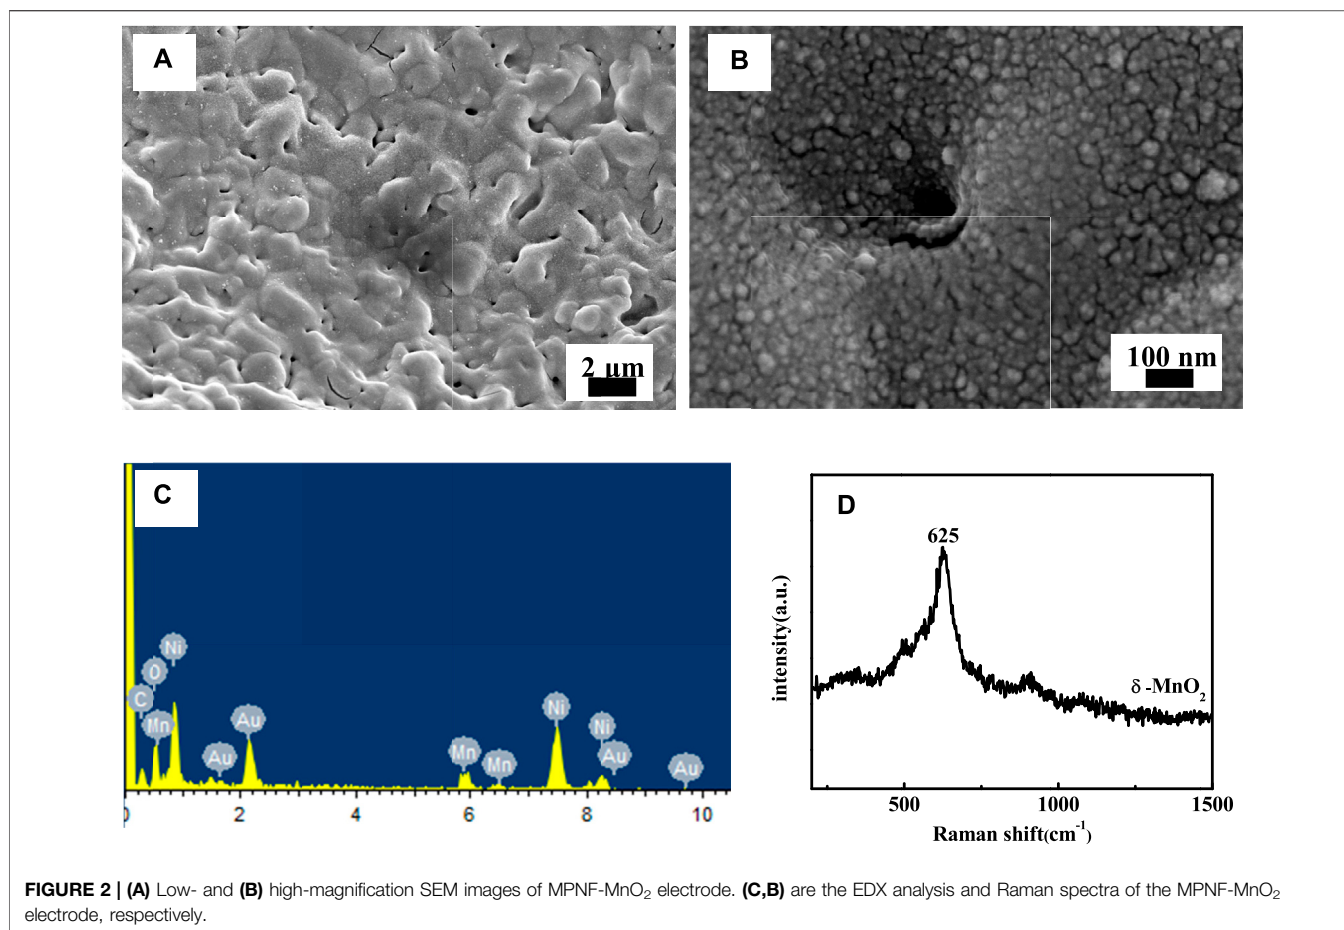 A
B
2 µm
100 nm
C
Ni
O
C
Mn
Au
Au
Mn
Mn
Ni
Ni
Au
Au
0 2 4 6 8 10
D
625
intensity(a.u.)
δ-MnO₂
500 1000 1500
Raman shift(cm⁻¹)
FIGURE 2 | (A) Low- and (B) high-magnification SEM images of MPNF-MnO₂ electrode. (C,B) are the EDX analysis and Raman spectra of the MPNF-MnO₂
electrode, respectively.